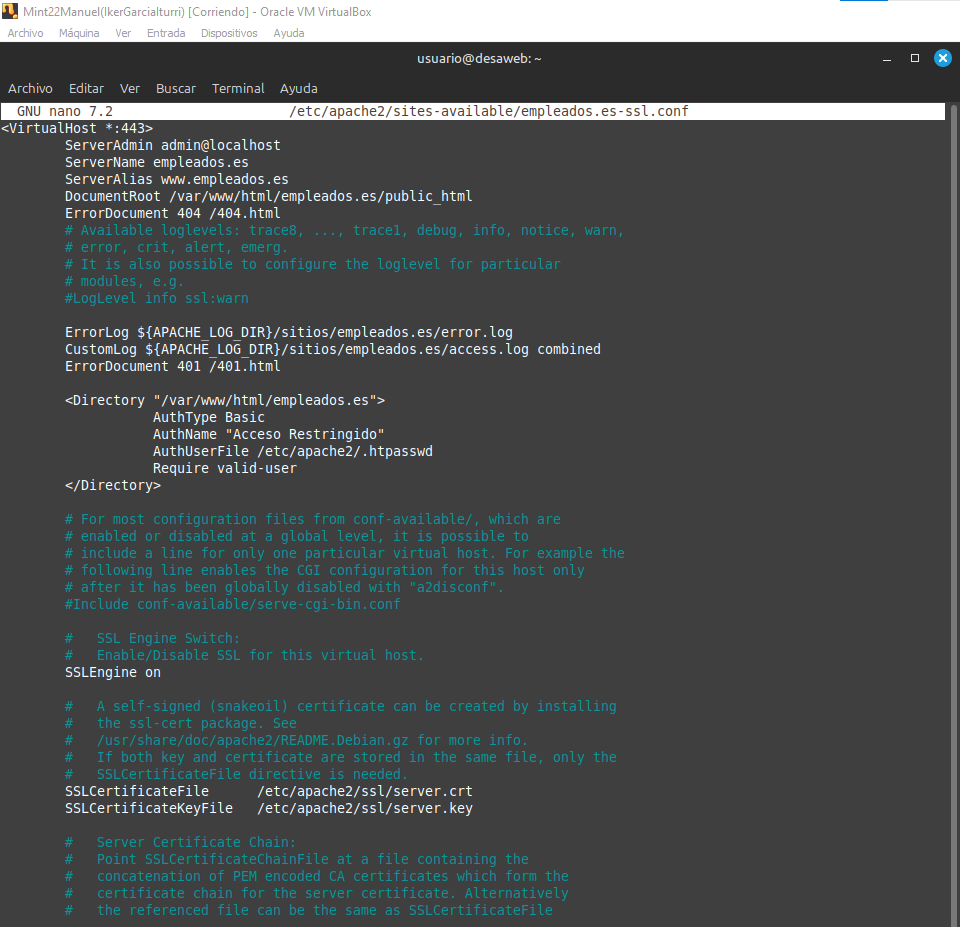 Mint22Manuel(IkerGarciaIturri) [Corriendo] - Oracle VM VirtualBox
Archivo Máquina Ver Entrada Dispositivos Ayuda
usuario@desaweb: ~
Archivo Editar Ver Buscar Terminal Ayuda
GNU nano 7.2 /etc/apache2/sites-available/empleados.es-ssl.conf
<VirtualHost *:443>
ServerAdmin admin@localhost
ServerName empleados.es
ServerAlias www.empleados.es
DocumentRoot /var/www/html/empleados.es/public_html
ErrorDocument 404 /404.html
# Available loglevels: trace8, ..., trace1, debug, info, notice, warn,
# error, crit, alert, emerg.
# It is also possible to configure the loglevel for particular
# modules, e.g.
#LogLevel info ssl:warn
ErrorLog ${APACHE_LOG_DIR}/sitios/empleados.es/error.log
CustomLog ${APACHE_LOG_DIR}/sitios/empleados.es/access.log combined
ErrorDocument 401 /401.html
<Directory "/var/www/html/empleados.es">
AuthType Basic
AuthName "Acceso Restringido"
AuthUserFile /etc/apache2/.htpasswd
Require valid-user
</Directory>
# For most configuration files from conf-available/, which are
# enabled or disabled at a global level, it is possible to
# include a line for only one particular virtual host. For example the
# following line enables the CGI configuration for this host only
# after it has been globally disabled with "a2disconf".
#Include conf-available/serve-cgi-bin.conf
# SSL Engine Switch:
# Enable/Disable SSL for this virtual host.
SSLEngine on
# A self-signed (snakeoil) certificate can be created by installing
# the ssl-cert package. See
# /usr/share/doc/apache2/README.Debian.gz for more info.
# If both key and certificate are stored in the same file, only the
# SSLCertificateFile directive is needed.
SSLCertificateFile /etc/apache2/ssl/server.crt
SSLCertificateKeyFile /etc/apache2/ssl/server.key
# Server Certificate Chain:
# Point SSLCertificateChainFile at a file containing the
# concatenation of PEM encoded CA certificates which form the
# certificate chain for the server certificate. Alternatively
# the referenced file can be the same as SSLCertificateFile